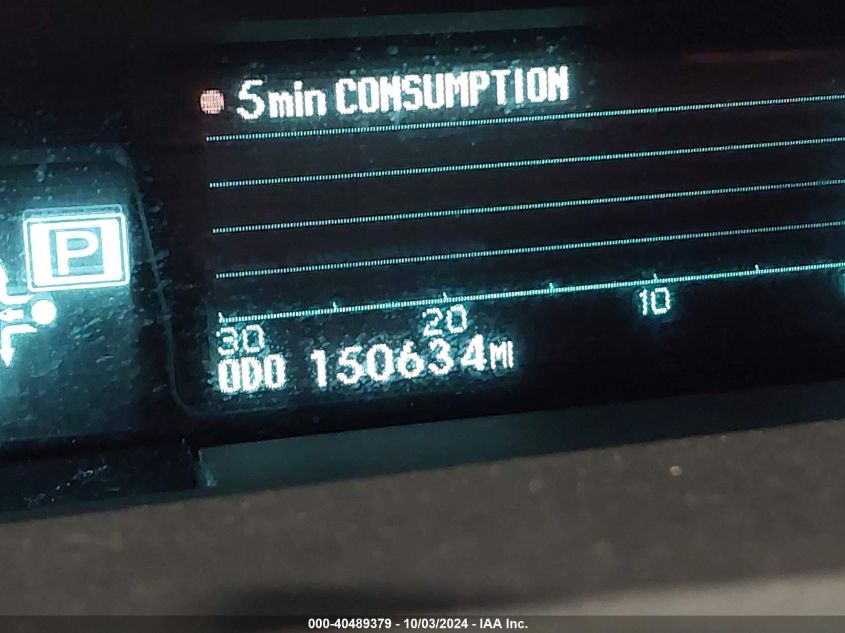 5min CONSUMPTION
P
30 20 10
ODO 150634MI
000-40489379 - 10/03/2024 - IAA Inc.